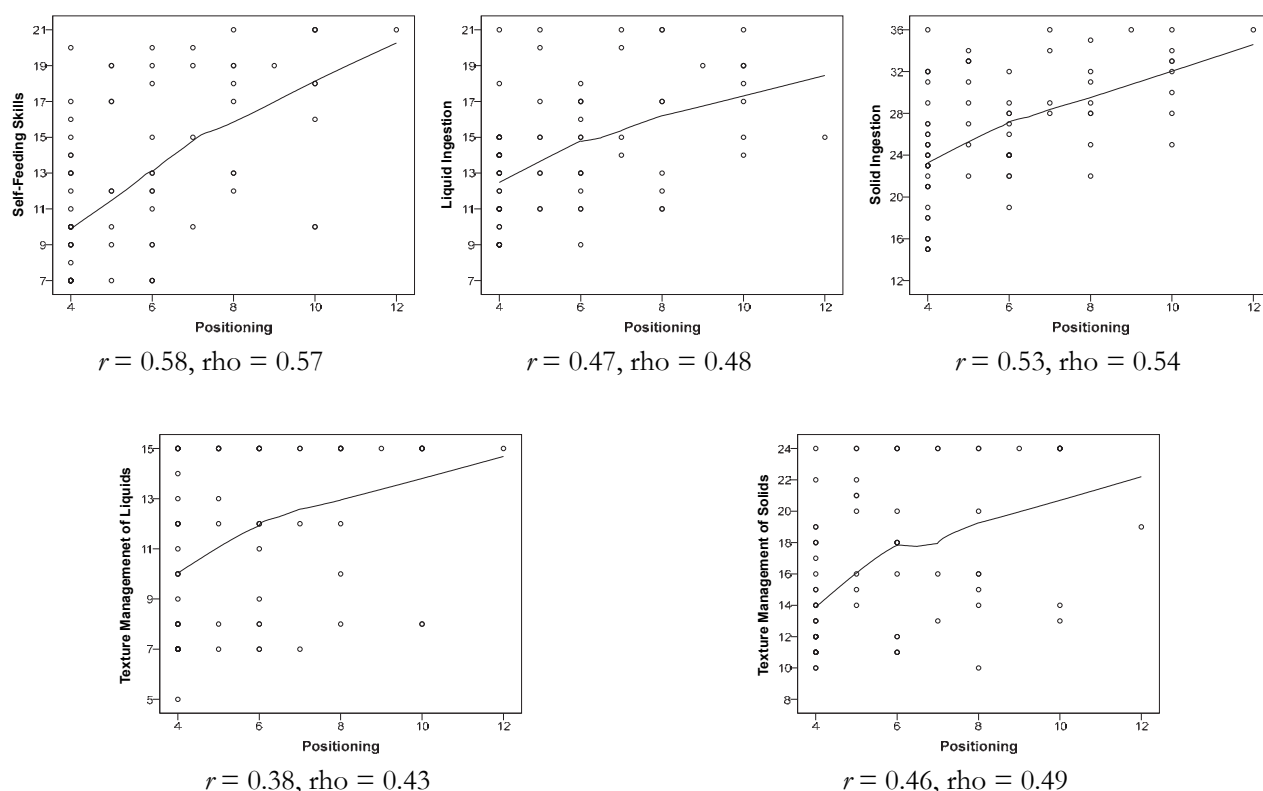 21
19
17
15
13
11
9
7
Self-Feeding Skills
4 6 8 10 12
Positioning
r = 0.58, rho = 0.57
21
19
17
15
13
11
9
7
Liquid Ingestion
4 6 8 10 12
Positioning
r = 0.47, rho = 0.48
36
32
28
24
20
16
12
Solid Ingestion
4 6 8 10 12
Positioning
r = 0.53, rho = 0.54
15
13
11
9
7
5
Texture Managemenet of Liquids
4 6 8 10 12
Positioning
r = 0.38, rho = 0.43
24
22
20
18
16
14
12
10
8
Texture Management of Solids
4 6 8 10 12
Positioning
r = 0.46, rho = 0.49